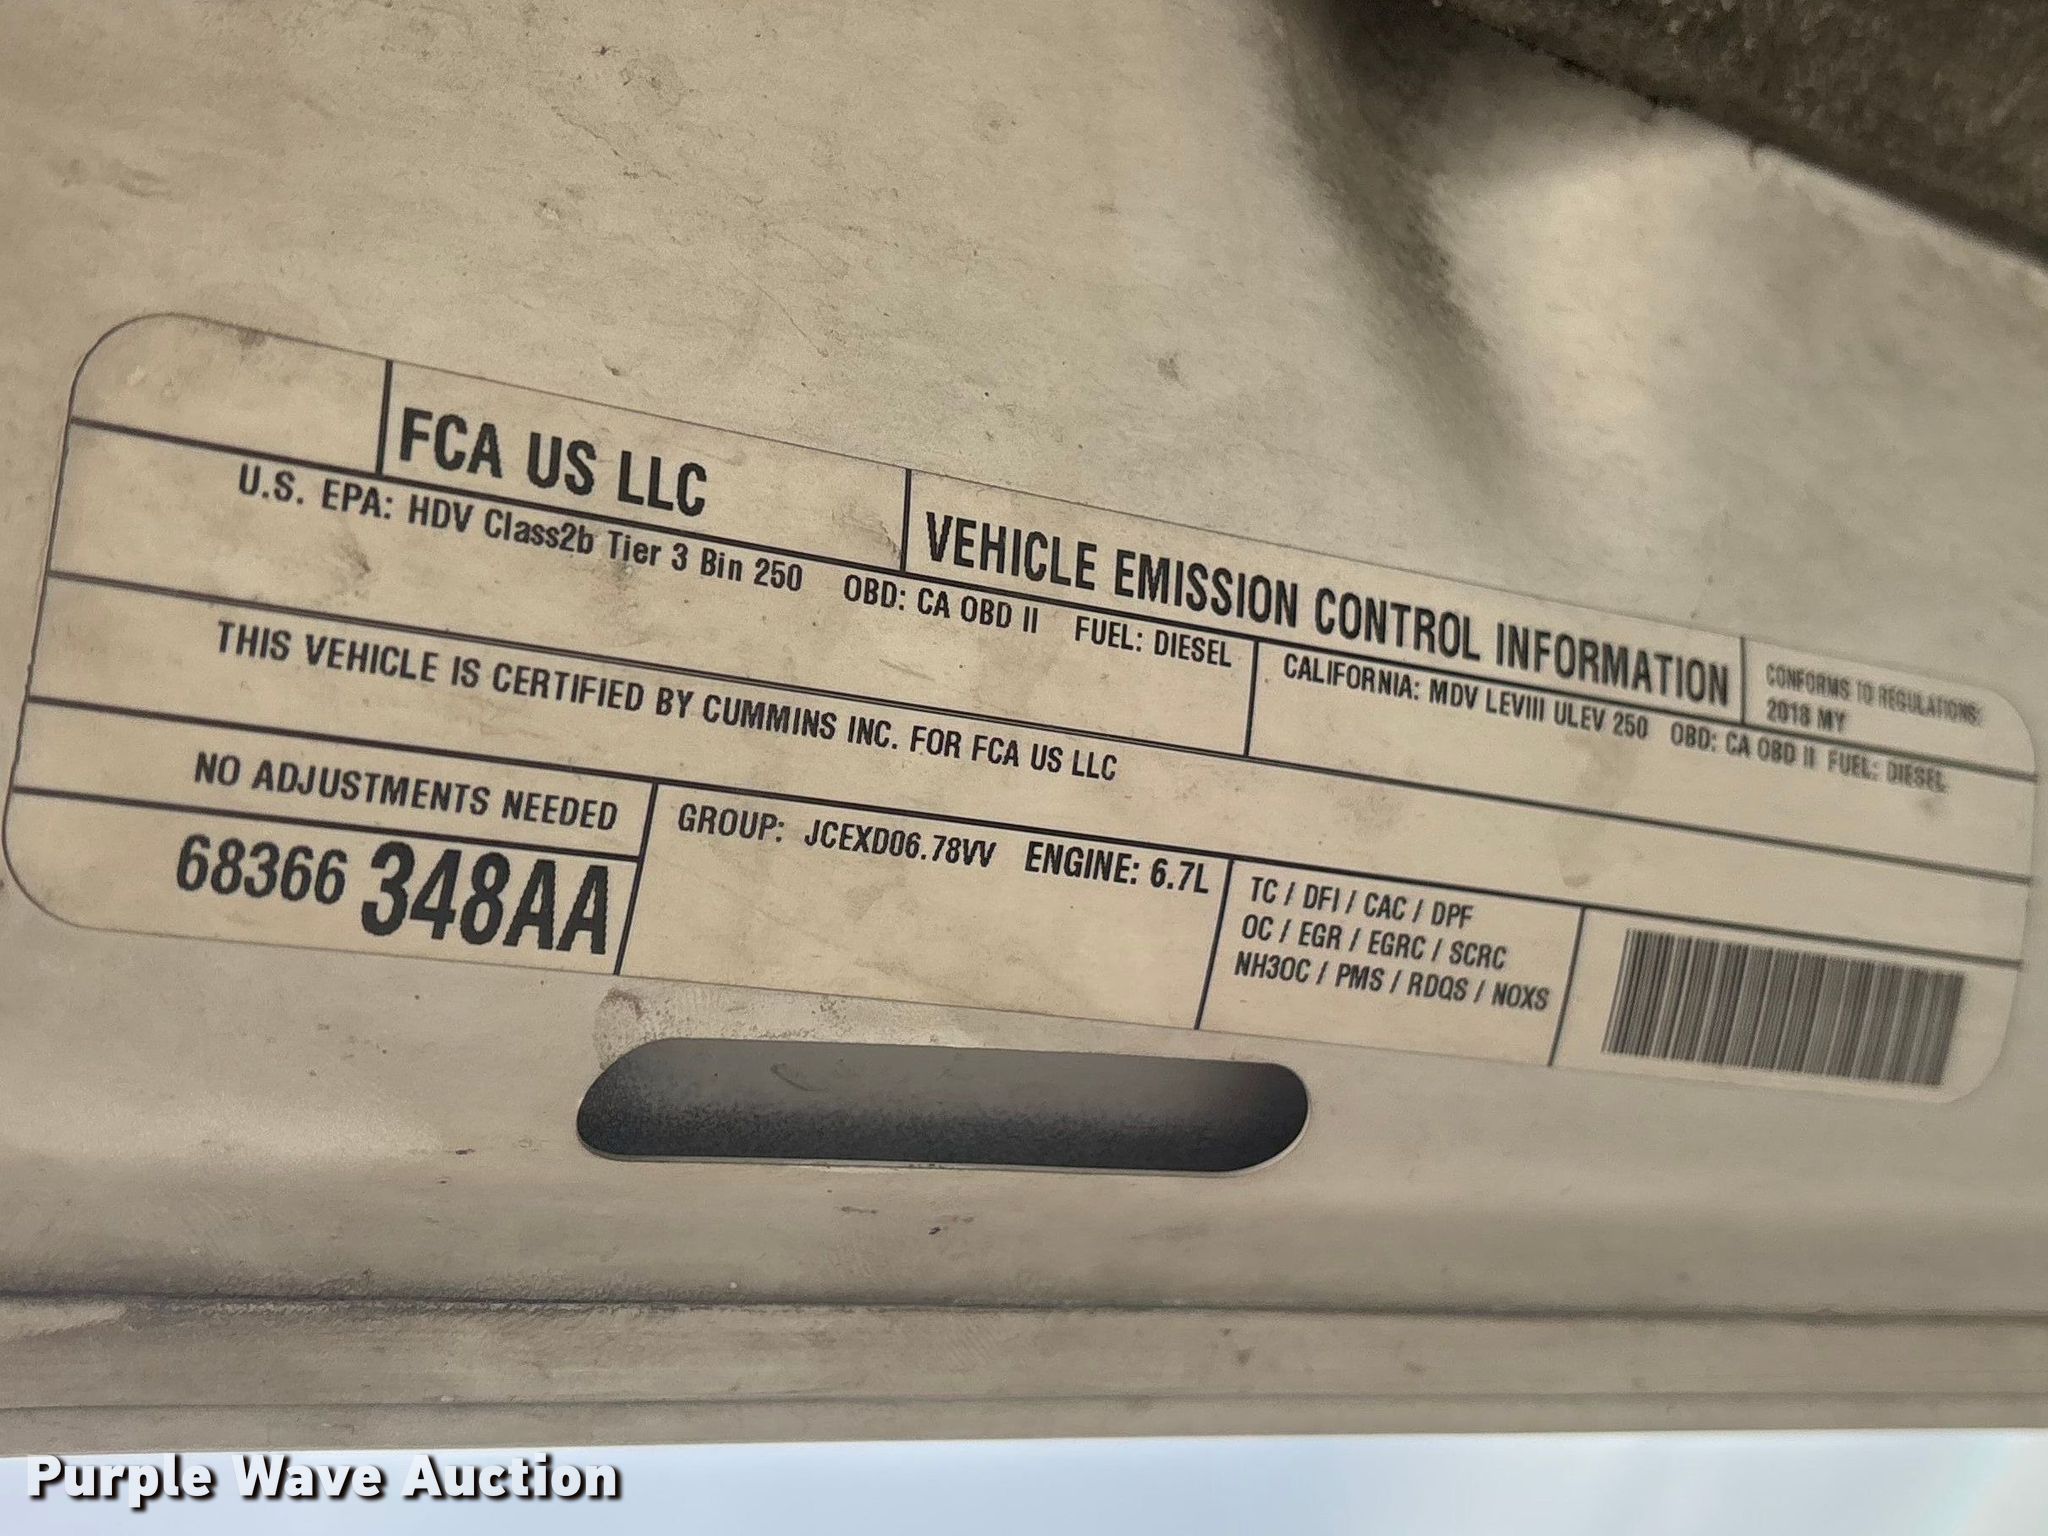 FCA US LLC
VEHICLE EMISSION CONTROL INFORMATION
CONFORMS TO REGULATIONS:
2018 MY
U.S. EPA: HDV Class2b Tier 3 Bin 250 OBD: CA OBD II FUEL: DIESEL
CALIFORNIA: MDV LEVIII ULEV 250 OBD: CA OBD II FUEL: DIESEL
THIS VEHICLE IS CERTIFIED BY CUMMINS INC. FOR FCA US LLC
NO ADJUSTMENTS NEEDED
68366 348AA
GROUP: JCEXD06.78VV ENGINE: 6.7L
TC / DFI / CAC / DPF
OC / EGR / EGRC / SCRC
NH3OC / PMS / RDQS / NOXS
Purple Wave Auction